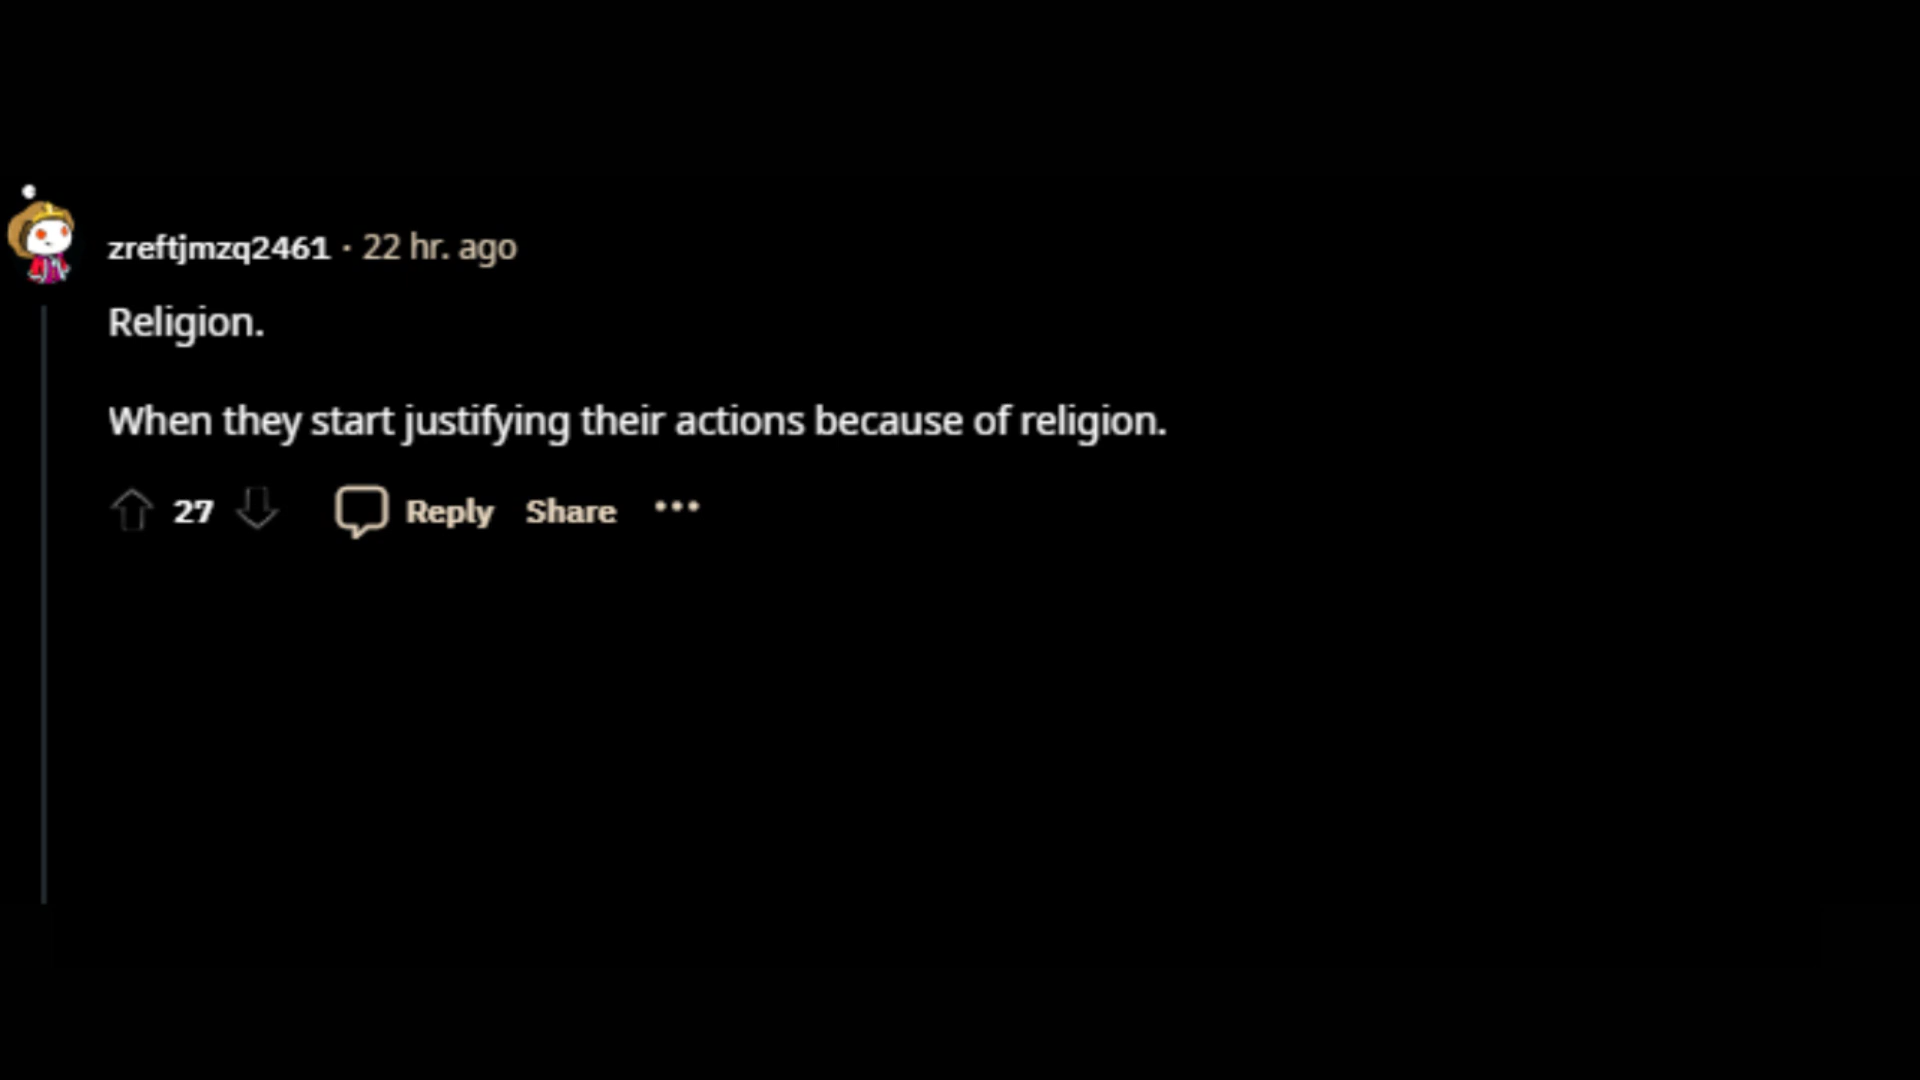 zreftjmzq2461 · 22 hr. ago
Religion.
When they start justifying their actions because of religion.
27 Reply Share •••